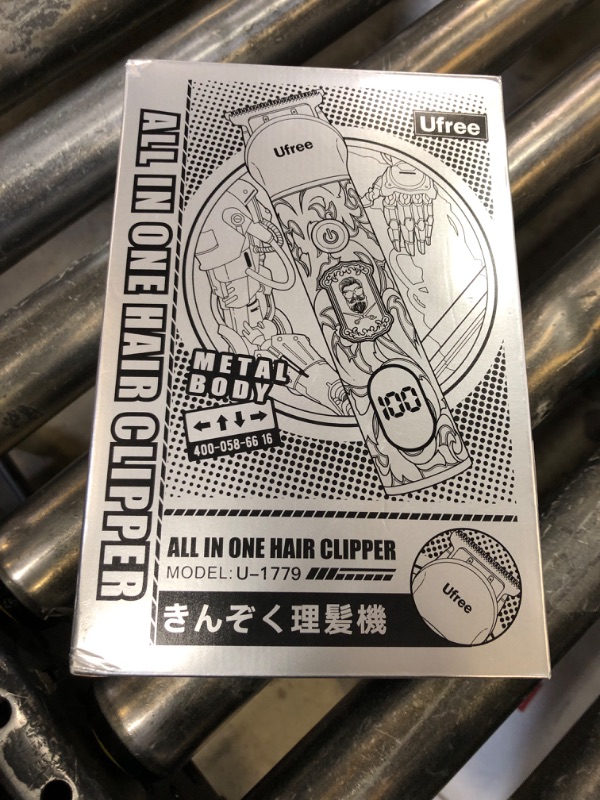 Ufree
Ufree
ALL IN ONE HAIR CLIPPER
METAL
BODY
400-058-66 16
100
ALL IN ONE HAIR CLIPPER
MODEL: U-1779
Ufree
きんぞく理髪機